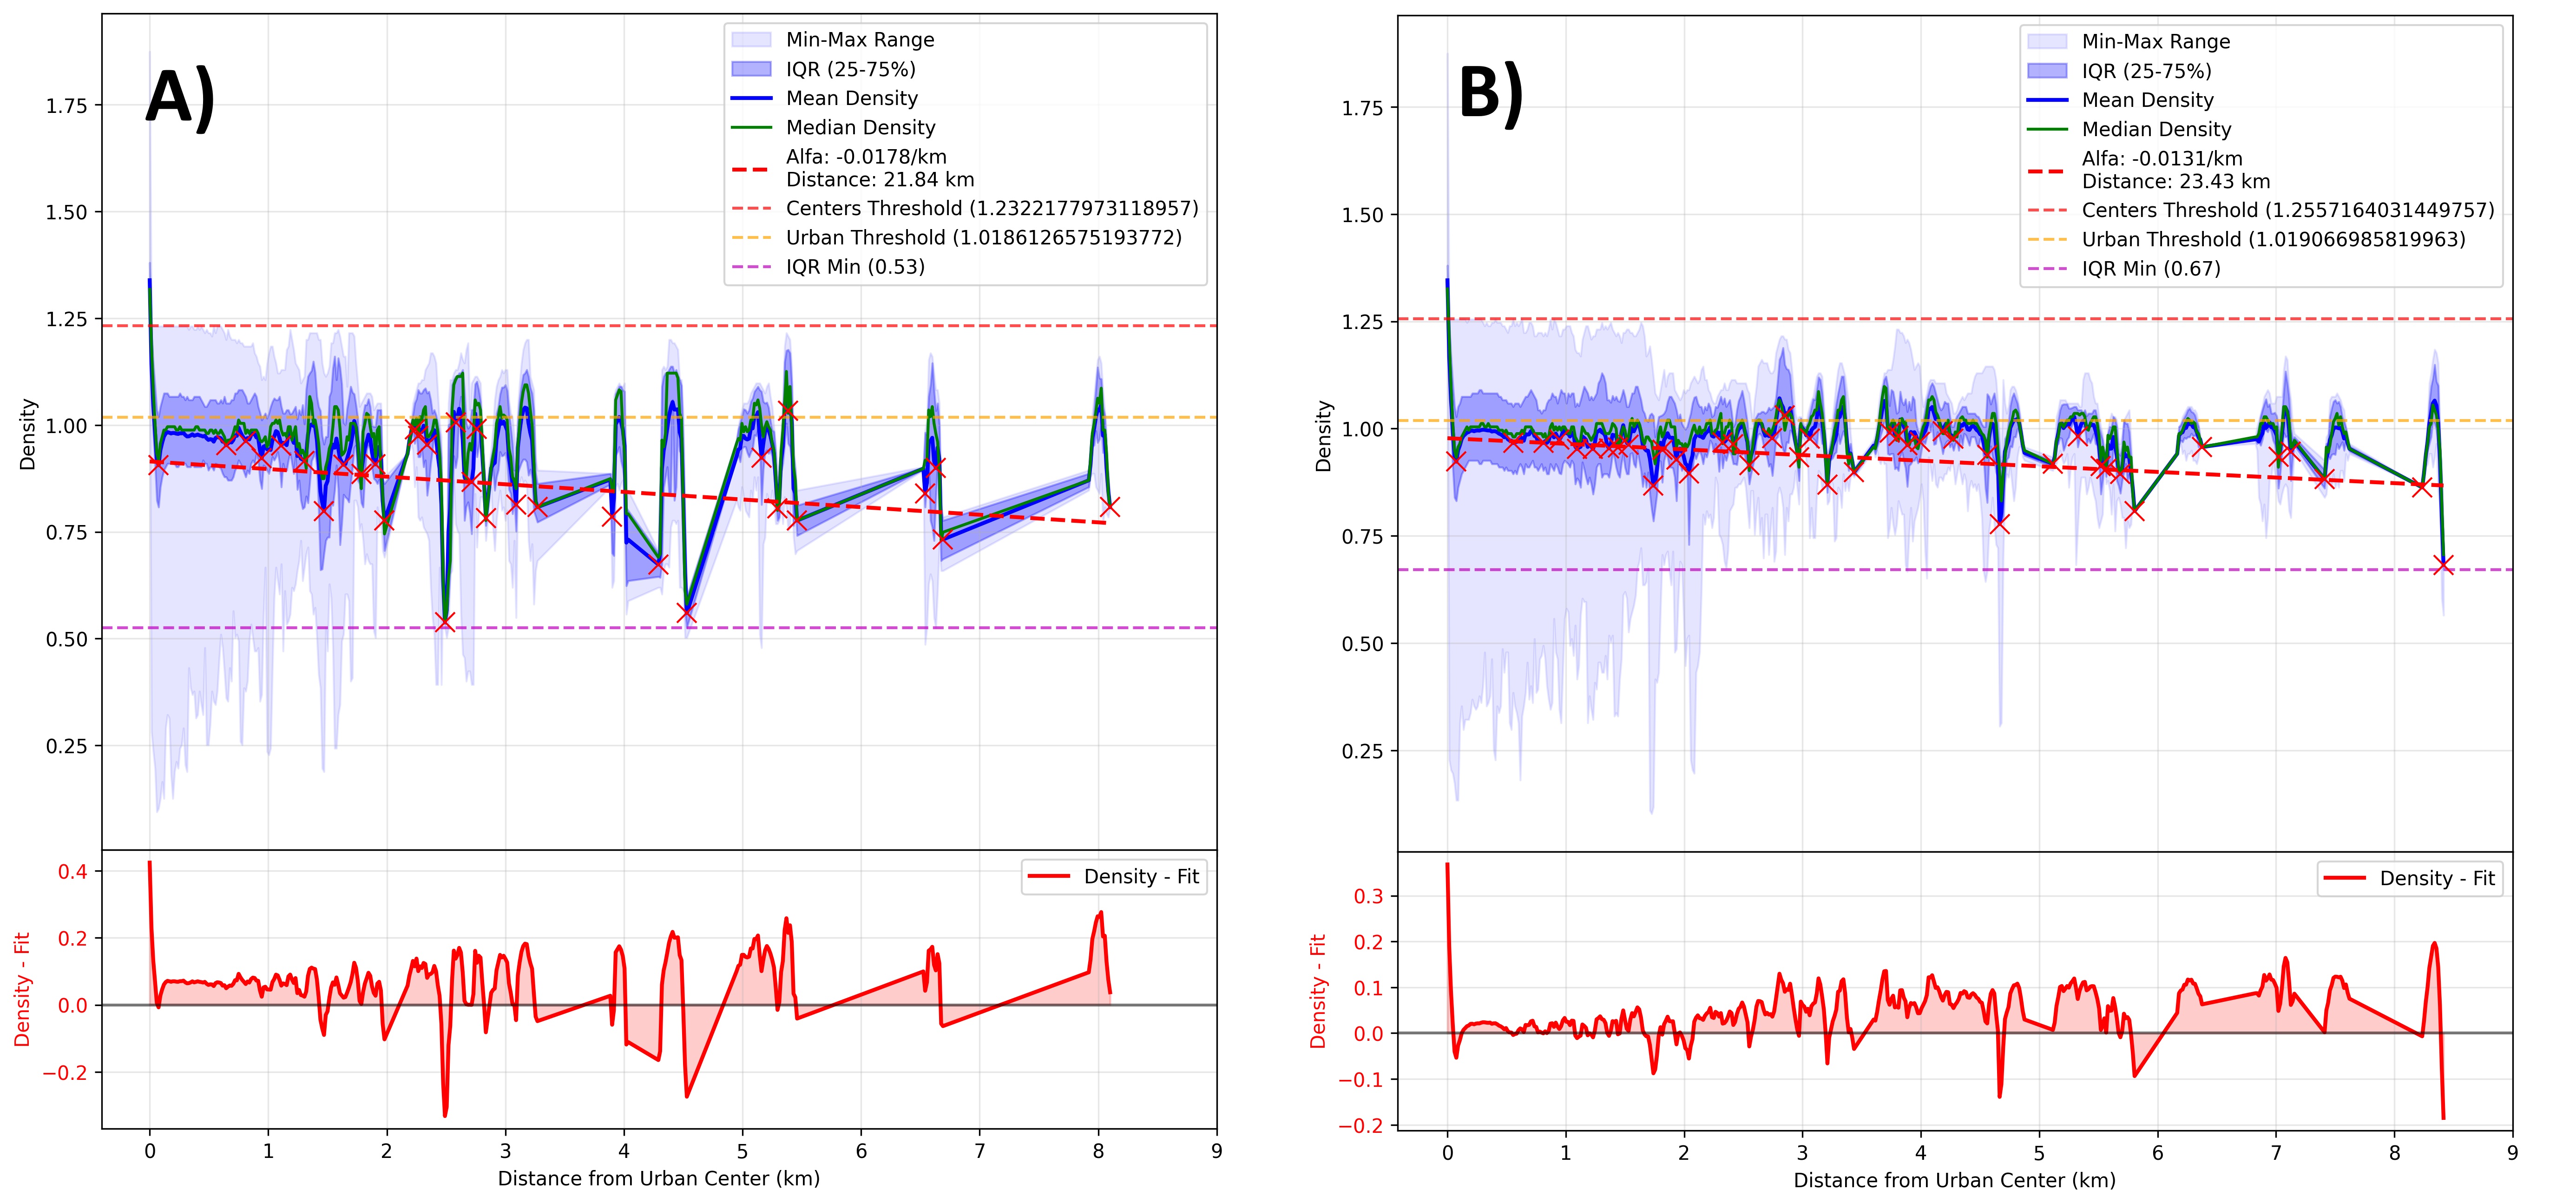 A)
Min-Max Range
IQR (25-75%)
Mean Density
Median Density
Alfa: -0.0178/km
Distance: 21.84 km
Centers Threshold (1.2322177973118957)
Urban Threshold (1.0186126575193772)
IQR Min (0.53)
Density
1.75
1.50
1.25
1.00
0.75
0.50
0.25
Density - Fit
Density - Fit
0.4
0.2
0.0
−0.2
0 1 2 3 4 5 6 7 8 9
Distance from Urban Center (km)
B)
Min-Max Range
IQR (25-75%)
Mean Density
Median Density
Alfa: -0.0131/km
Distance: 23.43 km
Centers Threshold (1.2557164031449757)
Urban Threshold (1.019066985819963)
IQR Min (0.67)
Density
1.75
1.50
1.25
1.00
0.75
0.50
0.25
Density - Fit
Density - Fit
0.3
0.2
0.1
0.0
−0.1
−0.2
0 1 2 3 4 5 6 7 8 9
Distance from Urban Center (km)